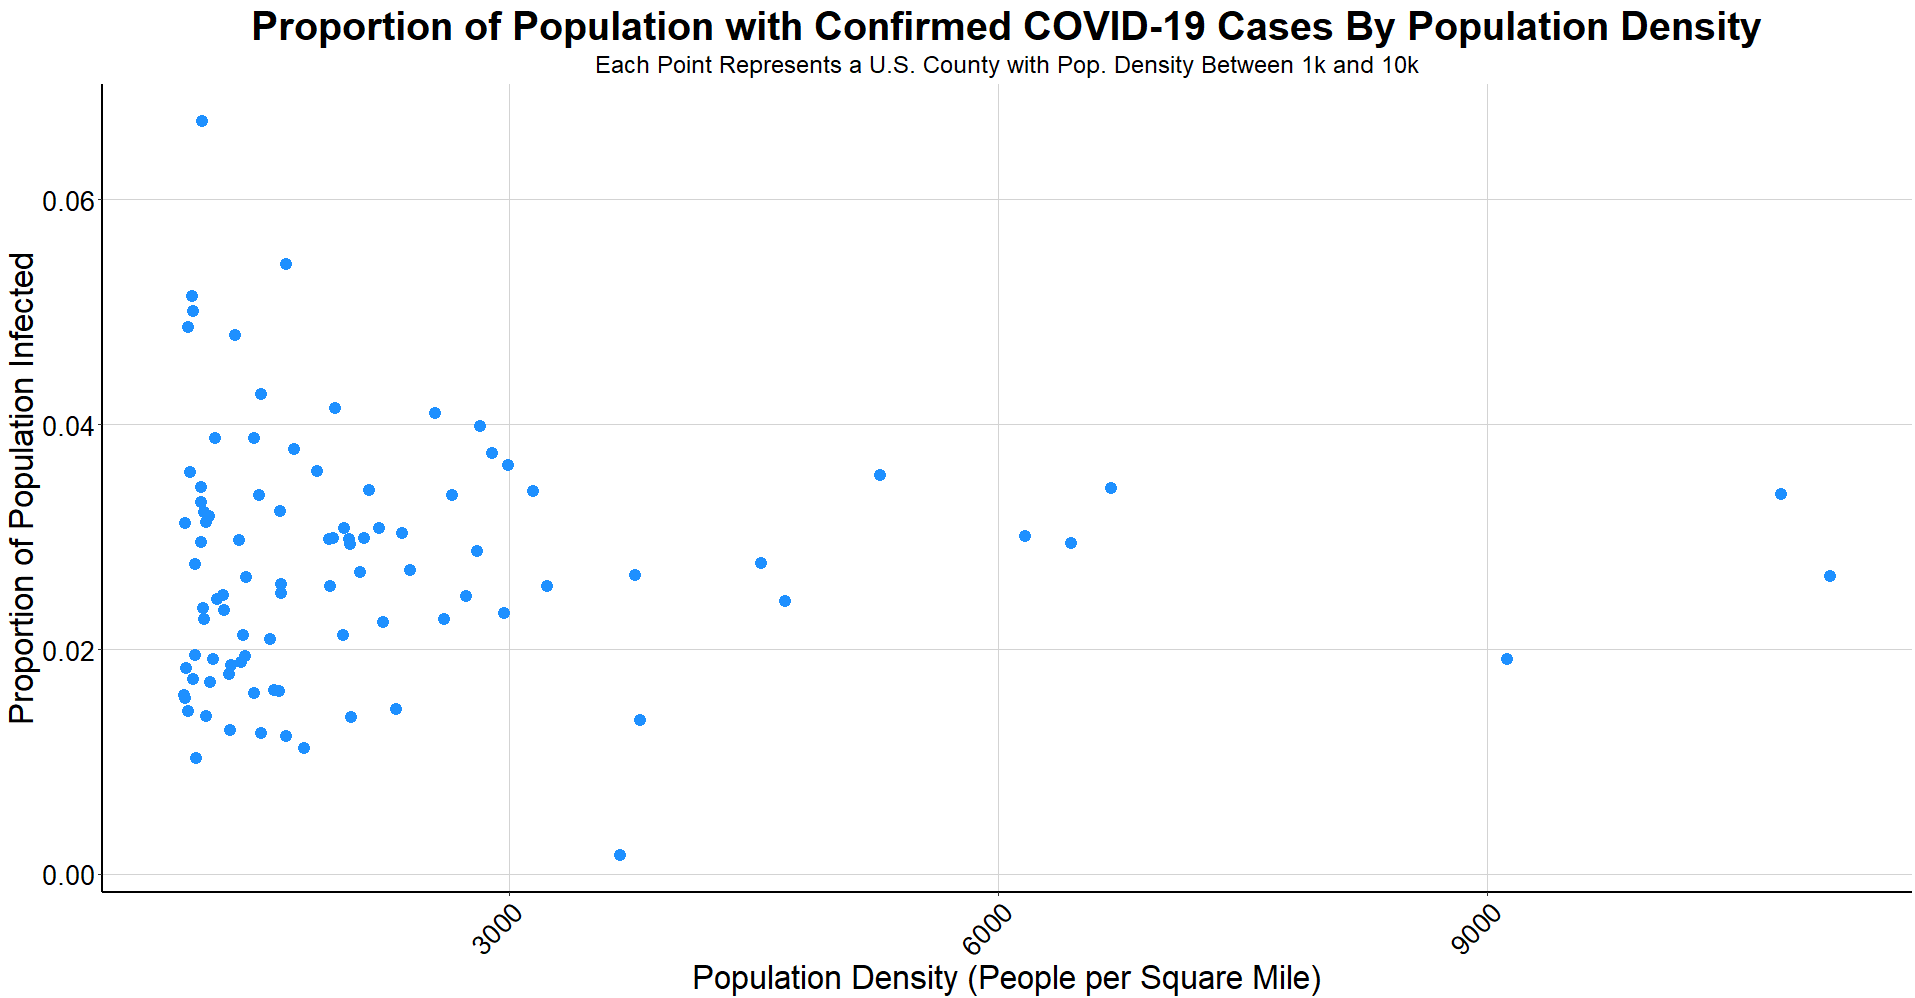 Proportion of Population with Confirmed COVID-19 Cases By Population Density
Each Point Represents a U.S. County with Pop. Density Between 1k and 10k
Proportion of Population Infected
0.06
0.04
0.02
0.00
3000
6000
9000
Population Density (People per Square Mile)